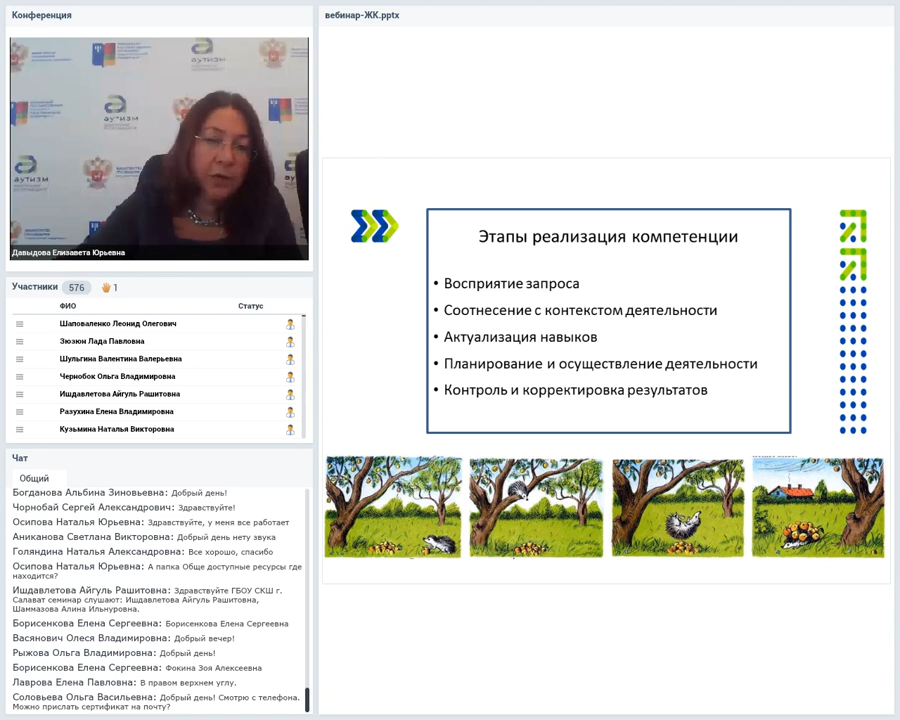 Конференция
аутизм
аутизм
аутизм
Давыдова Елизавета Юрьевна
Участники 576 1
ФИО Статус
Шаповаленко Леонид Олегович
Зюзюн Лада Павловна
Шульгина Валентина Валерьевна
Чернобок Ольга Владимировна
Ишдавлетова Айгуль Рашитовна
Разухина Елена Владимировна
Кузьмина Наталья Викторовна
Чат
Общий
Богданова Альбина Зиновьевна: Добрый день!
Чорнобай Сергей Александрович: Здравствуйте!
Осипова Наталья Юрьевна: Здравствуйте, у меня все работает
Аниканова Светлана Викторовна: Добрый день нету звука
Голяндина Наталья Александровна: Все хорошо, спасибо
Осипова Наталья Юрьевна: А папка Обще доступные ресурсы где
находится?
Ишдавлетова Айгуль Рашитовна: Здравствуйте ГБОУ СКШ г.
Салават семинар слушают: Ишдавлетова Айгуль Рашитовна,
Шаммазова Алина Ильнуровна.
Борисенкова Елена Сергеевна: Борисенкова Елена Сергеевна
Васянович Олеся Владимировна: Добрый вечер!
Рыжова Ольга Владимировна: Добрый день!
Борисенкова Елена Сергеевна: Фокина Зоя Алексеевна
Лаврова Елена Павловна: В правом верхнем углу.
Соловьева Ольга Васильевна: Добрый день! Смотрю с телефона.
Можно прислать сертификат на почту?
вебинар-ЖК.pptx
Этапы реализация компетенции
• Восприятие запроса
• Соотнесение с контекстом деятельности
• Актуализация навыков
• Планирование и осуществление деятельности
• Контроль и корректировка результатов